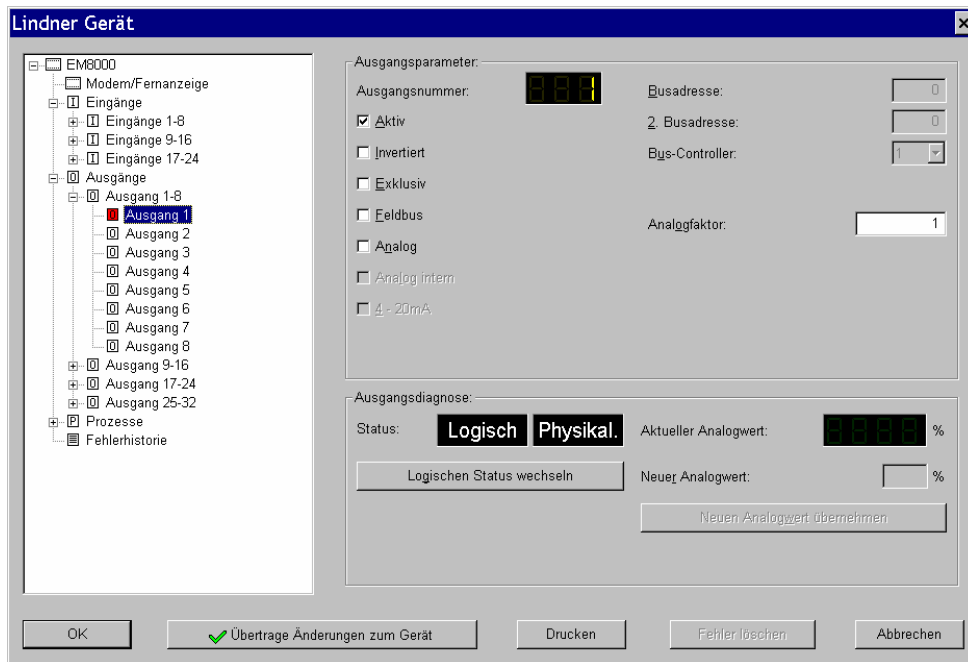 Lindner Gerät
EM8000
Modem/Fernanzeige
Eingänge
Eingänge 1-8
Eingänge 9-16
Eingänge 17-24
Ausgänge
Ausgang 1-8
Ausgang 1
Ausgang 2
Ausgang 3
Ausgang 4
Ausgang 5
Ausgang 6
Ausgang 7
Ausgang 8
Ausgang 9-16
Ausgang 17-24
Ausgang 25-32
Prozesse
Fehlerhistorie
Ausgangsparameter:
Ausgangsnummer: 1
Aktiv
Invertiert
Exklusiv
Feldbus
Analog
Analog intern
4 - 20mA
Busadresse: 0
2. Busadresse: 0
Bus-Controller: 1
Analogfaktor: 1
Ausgangsdiagnose:
Status: Logisch Physikal.
Logischen Status wechseln
Aktueller Analogwert: %
Neuer Analogwert: %
Neuen Analogwert übernehmen
OK
Übertrage Änderungen zum Gerät
Drucken
Fehler löschen
Abbrechen